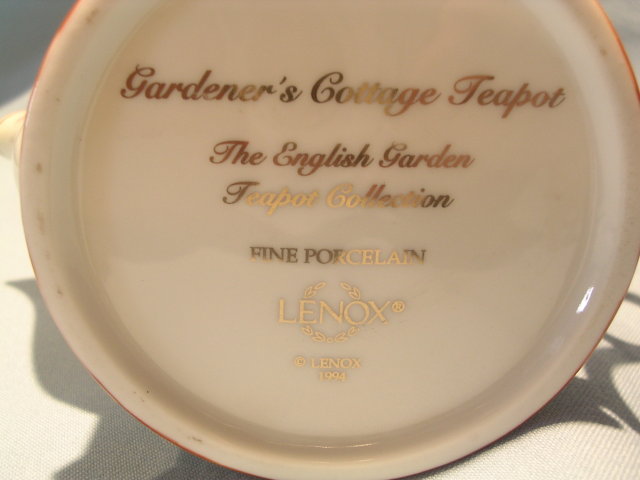 Gardener's Cottage Teapot
The English Garden
Teapot Collection
FINE PORCELAIN
LENOX®
© LENOX
1994